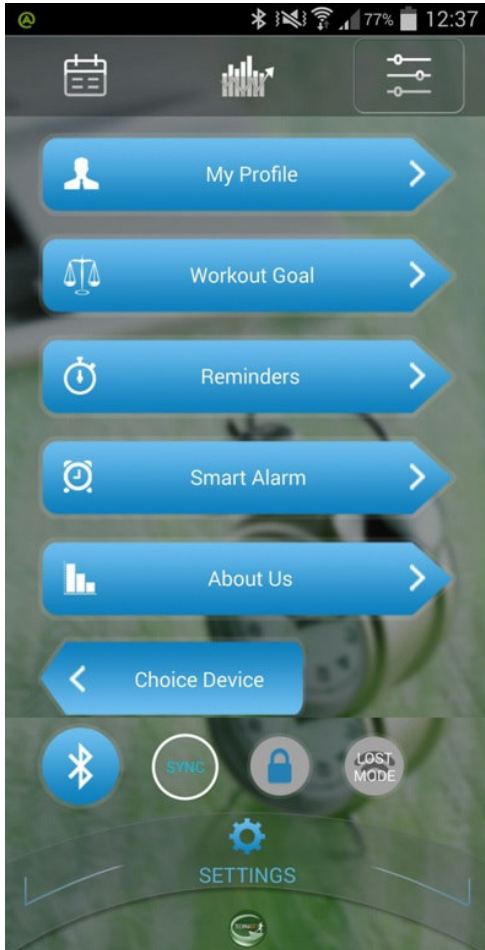 77% 12:37
My Profile
Workout Goal
Reminders
Smart Alarm
About Us
Choice Device
SYNC
LOST
MODE
SETTINGS